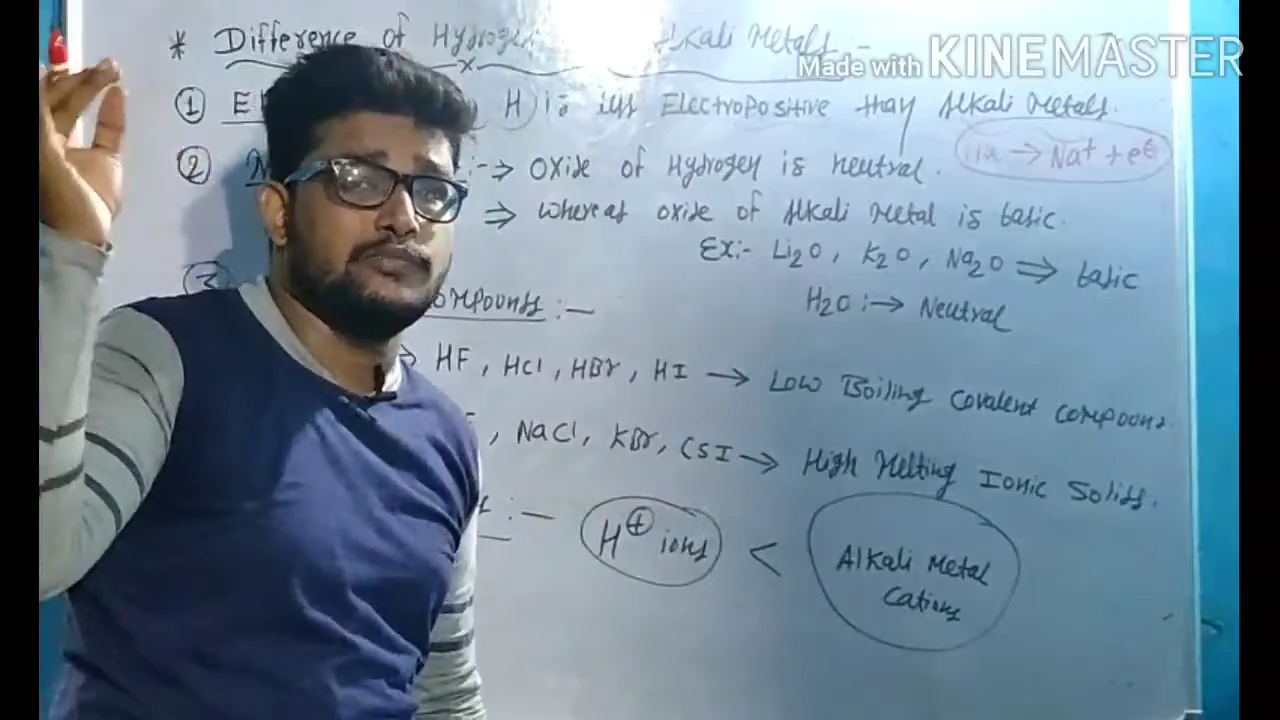 * Difference of Hydrogen Alkali Metals -
Made with KINEMASTER
① E H) is less Electropositive than Alkali Metals.
Na → Na+ + e⊖
② :-→ Oxide of Hydrogen is neutral.
⇒ whereas oxide of Alkali Metal is basic.
Ex:- Li2O, K2O, Na2O ⇒ basic
H2O :→ Neutral
③ ompounds :-
→ HF, HCl, HBr, HI → Low Boiling Covalent Compound.
, NaCl, KBr, CsI → High Melting Ionic Solids.
:- H⊕ ions < Alkali Metal
Cations